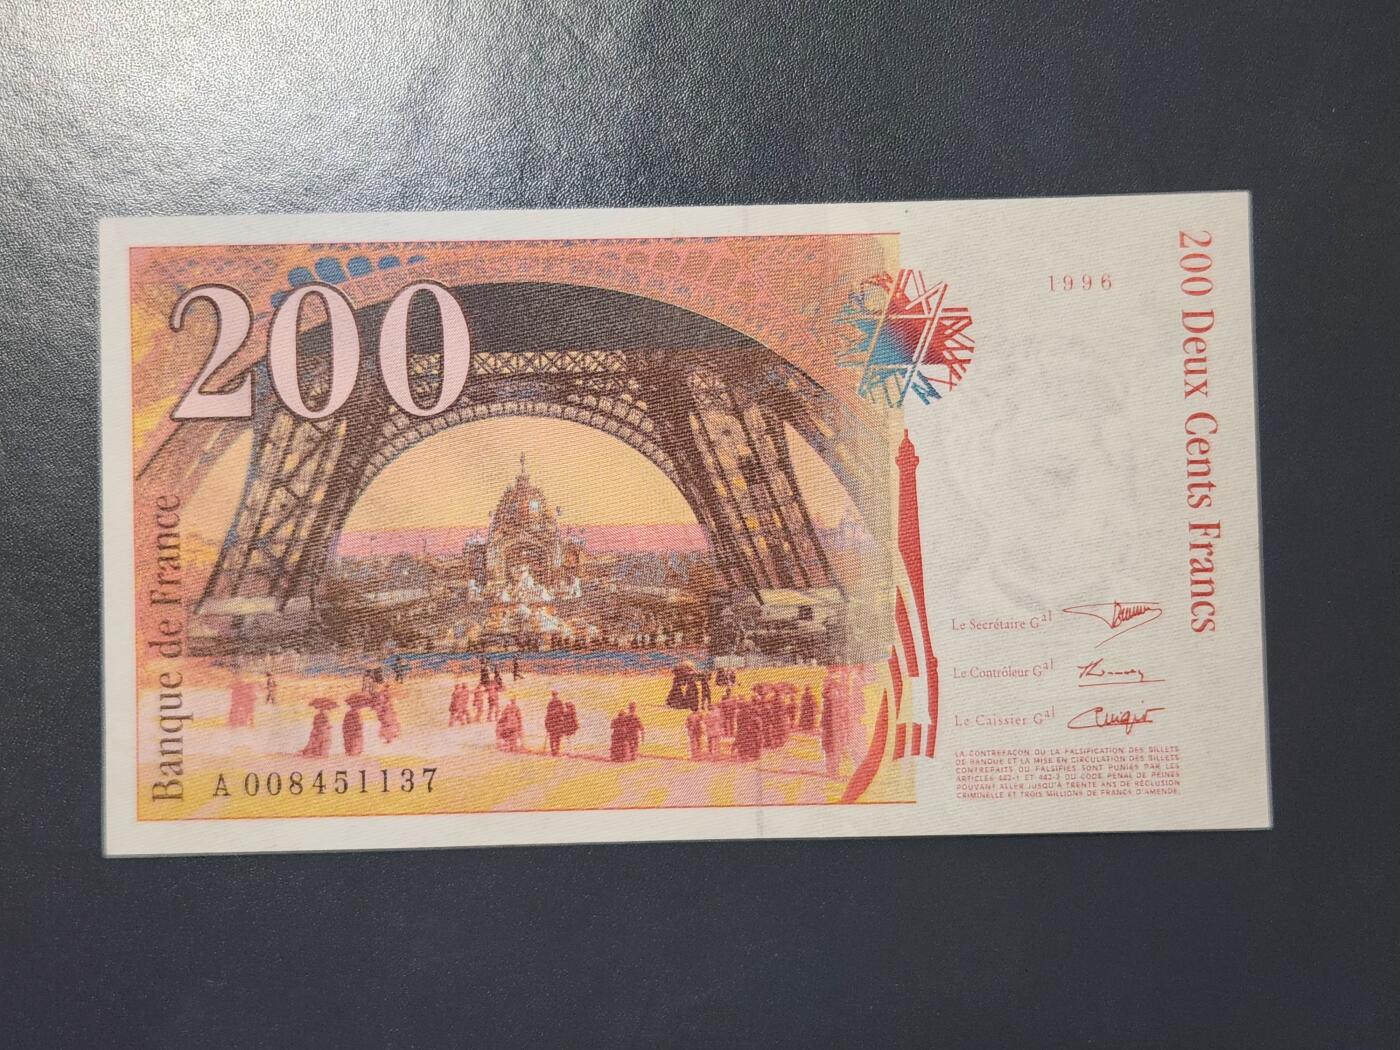 200
Banque de France
A 008451137
1996
200 Deux Cents Francs
Le Secrétaire Gal
Le Contrôleur Gal
Le Caissier Gal
LA CONTREFAÇON OU LA FALSIFICATION DES BILLETS
DE BANQUE ET LA MISE EN CIRCULATION DES BILLETS
CONTREFAITS OU FALSIFIÉS SONT PUNIES PAR LES
ARTICLES 442-1 ET 442-2 DU CODE PÉNAL DE PEINES
POUVANT ALLER JUSQU'À TRENTE ANS DE RÉCLUSION
CRIMINELLE ET TROIS MILLIONS DE FRANCS D'AMENDE.